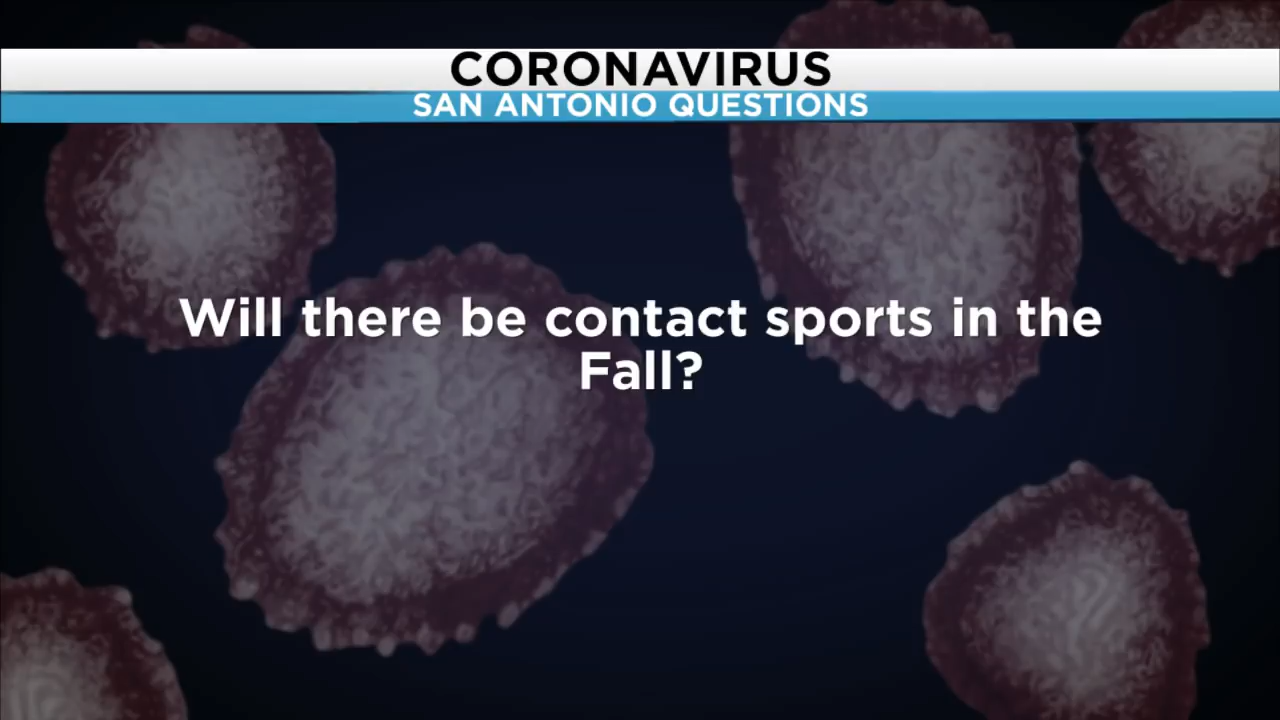 CORONAVIRUS
SAN ANTONIO QUESTIONS
Will there be contact sports in the
Fall?